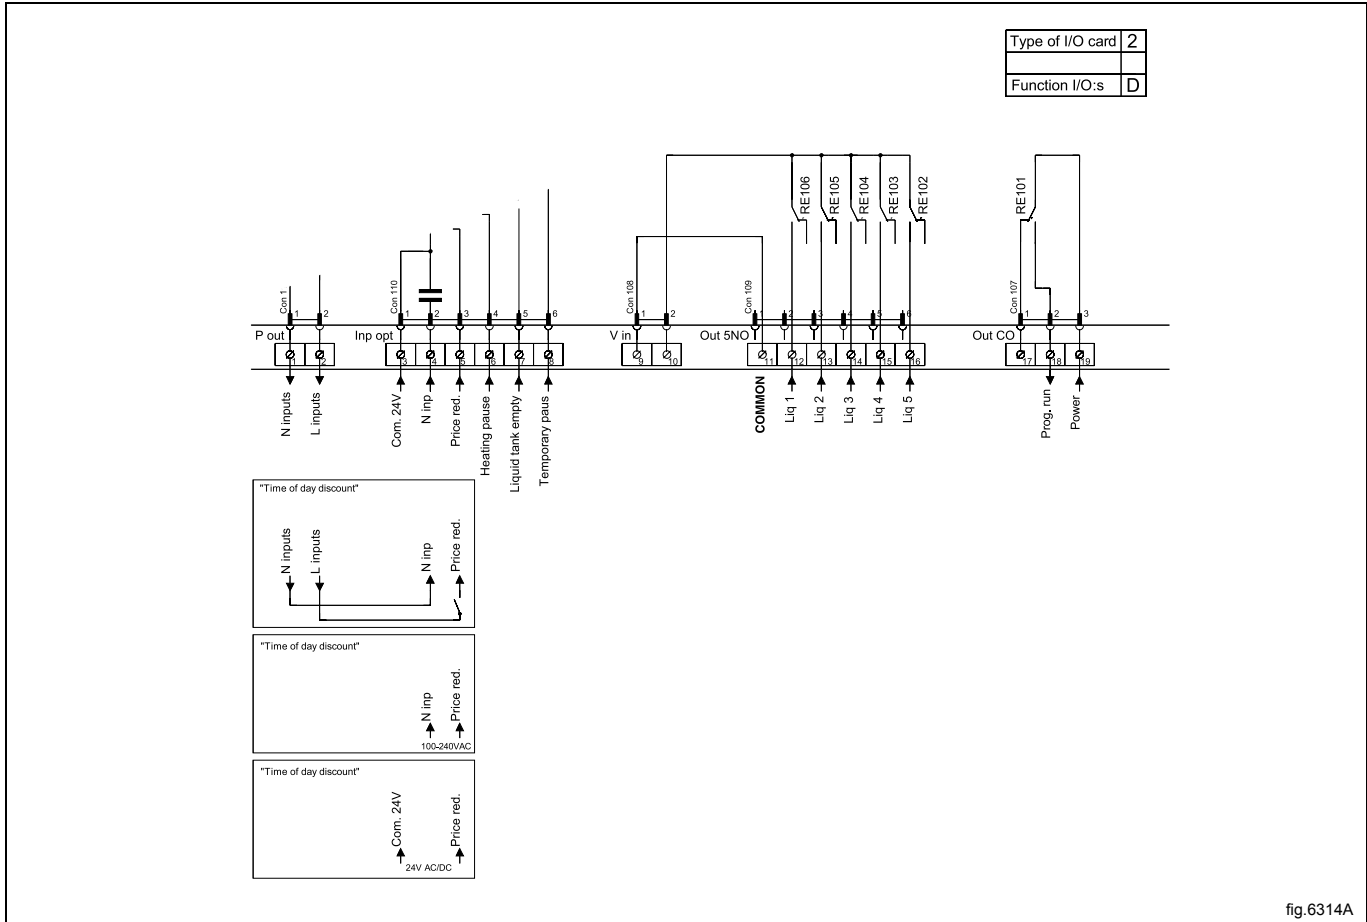 Type of I/O card 2
Function I/O:s D
RE106
RE105
RE104
RE103
RE102
RE101
Con 1
Con 110
Con 108
Con 109
Con 107
1 2 1 2 3 4 5 6 1 2 1 2 3 4 5 6 1 2 3
P out Inp opt V in Out 5NO Out CO
1 2 3 4 5 6 7 8 9 10 11 12 13 14 15 16 17 18 19
N inputs
L inputs
Com. 24V
N inp
Price red.
Heating pause
Liquid tank empty
Temporary paus
COMMON
Liq 1
Liq 2
Liq 3
Liq 4
Liq 5
Prog. run
Power
"Time of day discount"
N inputs
L inputs
N inp
Price red.
"Time of day discount"
N inp
Price red.
100-240VAC
"Time of day discount"
Com. 24V
Price red.
24V AC/DC
fig.6314A